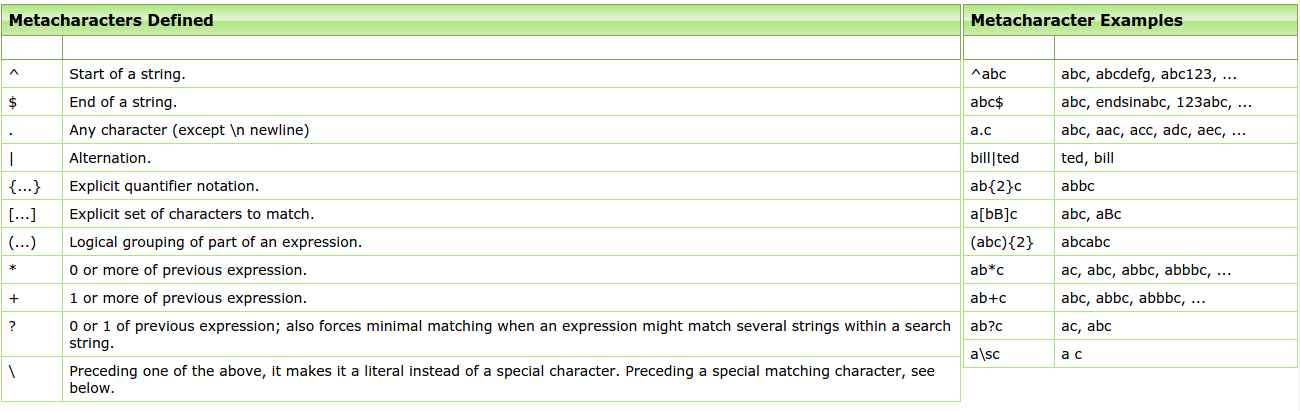 Metacharacters Defined
^ Start of a string.
$ End of a string.
. Any character (except \n newline)
| Alternation.
{...} Explicit quantifier notation.
[...] Explicit set of characters to match.
(...) Logical grouping of part of an expression.
* 0 or more of previous expression.
+ 1 or more of previous expression.
? 0 or 1 of previous expression; also forces minimal matching when an expression might match several strings within a search
string.
\ Preceding one of the above, it makes it a literal instead of a special character. Preceding a special matching character, see
below.
Metacharacter Examples
^abc abc, abcdefg, abc123, ...
abc$ abc, endsinabc, 123abc, ...
a.c abc, aac, acc, adc, aec, ...
bill|ted ted, bill
ab{2}c abbc
a[bB]c abc, aBc
(abc){2} abcabc
ab*c ac, abc, abbc, abbbc, ...
ab+c abc, abbc, abbbc, ...
ab?c ac, abc
a\sc a c